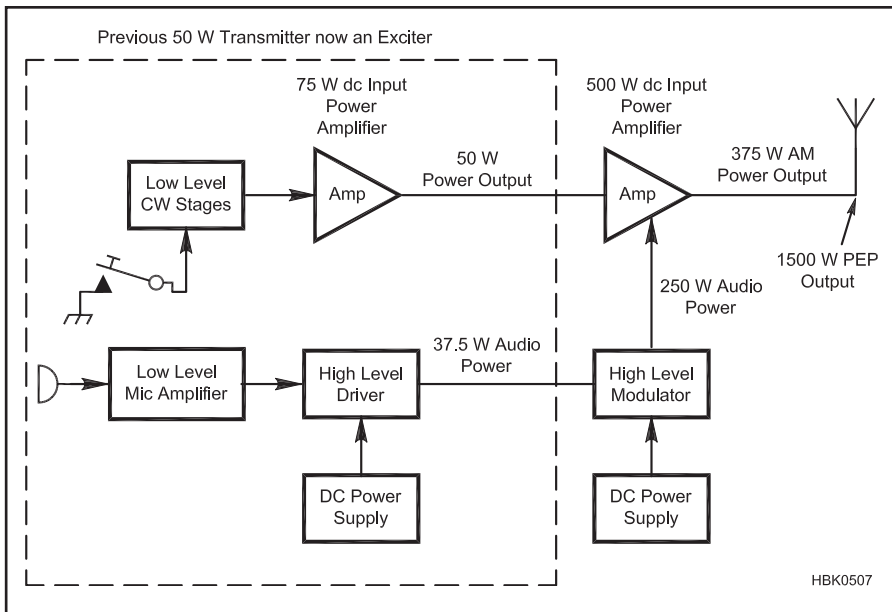 Previous 50 W Transmitter now an Exciter
75 W dc Input
Power
Amplifier
500 W dc Input
Power
Amplifier
Low Level
CW Stages
Amp
50 W
Power Output
Amp
375 W AM
Power Output
1500 W PEP
Output
250 W Audio
Power
Low Level
Mic Amplifier
High Level
Driver
37.5 W Audio
Power
High Level
Modulator
DC Power
Supply
DC Power
Supply
HBK0507